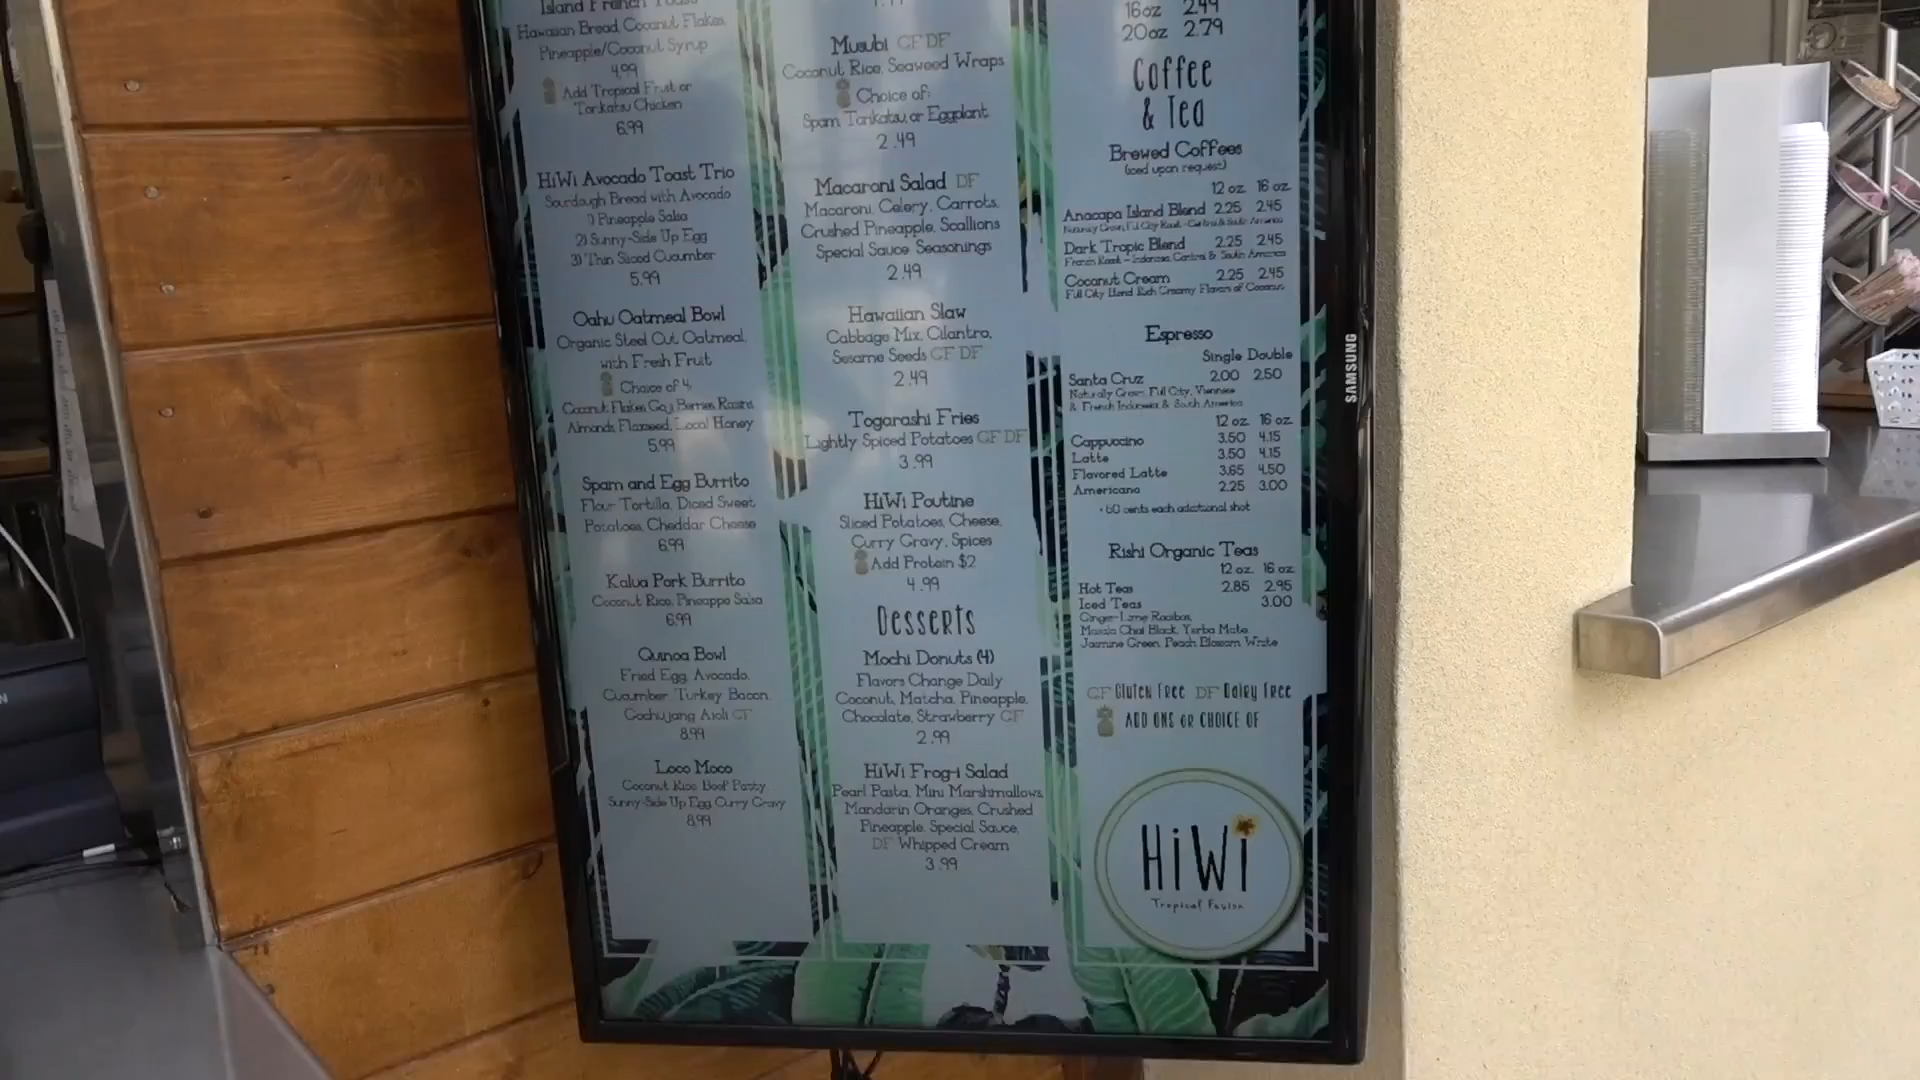 Island French Toast
Hawaiian Bread, Coconut Flakes,
Pineapple/Coconut Syrup
4.99
Add Tropical Fruit or
Tonkatsu Chicken
6.99
HiWi Avocado Toast Trio
Sourdough Bread with Avocado
1) Pineapple Salsa
2) Sunny-Side Up Egg
3) Thin Sliced Cucumber
5.99
Oahu Oatmeal Bowl
Organic Steel Cut Oatmeal,
with Fresh Fruit
Choice of 4:
Coconut Flakes, Goji Berries, Raisins
Almonds, Flaxseed, Local Honey
5.99
Spam and Egg Burrito
Flour Tortilla, Diced Sweet
Potatoes, Cheddar Cheese
6.99
Kalua Pork Burrito
Coconut Rice, Pineappe Salsa
6.99
Quinoa Bowl
Fried Egg, Avocado,
Cucumber, Turkey Bacon,
Gochujang Aioli GF
8.99
Loco Moco
Coconut Rice, Beef Patty
Sunny-Side Up Egg, Curry Gravy
8.99
Musubi GF DF
Coconut Rice, Seaweed Wraps
Choice of:
Spam, Tonkatsu, or Eggplant
2.49
Macaroni Salad DF
Macaroni, Celery, Carrots,
Crushed Pineapple, Scallions
Special Sauce Seasonings
2.49
Hawaiian Slaw
Cabbage Mix, Cilantro,
Sesame Seeds GF DF
2.49
Togarashi Fries
Lightly Spiced Potatoes GF DF
3.99
HiWi Poutine
Sliced Potatoes, Cheese,
Curry Gravy, Spices
Add Protein $2
4.99
Desserts
Mochi Donuts (4)
Flavors Change Daily
Coconut, Matcha, Pineapple,
Chocolate, Strawberry GF
2.99
HiWi Frog-i Salad
Pearl Pasta, Mini Marshmallows,
Mandarin Oranges, Crushed
Pineapple, Special Sauce,
DF Whipped Cream
3.99
16oz 2.49
20oz 2.79
Coffee
& Tea
Brewed Coffees
(iced upon request)
12 oz 16 oz
Anacapa Island Blend 2.25 2.45
Naturally Grown, Full City Roast - Central & South America
Dark Tropic Blend 2.25 2.45
French Roast - Indonesia, Central & South America
Coconut Cream 2.25 2.45
Full City Blend Rich Creamy Flavors of Coconut
Espresso
Single Double
Santa Cruz 2.00 2.50
Naturally Grown, Full City, Viennese
& French Indonesia & South America
12 oz 16 oz
Cappuccino 3.50 4.15
Latte 3.50 4.15
Flavored Latte 3.65 4.50
Americano 2.25 3.00
• 60 cents each additional shot
Rishi Organic Teas
12 oz 16 oz
Hot Teas 2.85 2.95
Iced Teas 3.00
Ginger-Lime Rooibos,
Masala Chai Black, Yerba Mate,
Jasmine Green, Peach Blossom White
GF Gluten Free DF Dairy Free
ADD ONS OR CHOICE OF
HiWi
Tropical Fusion
SAMSUNG